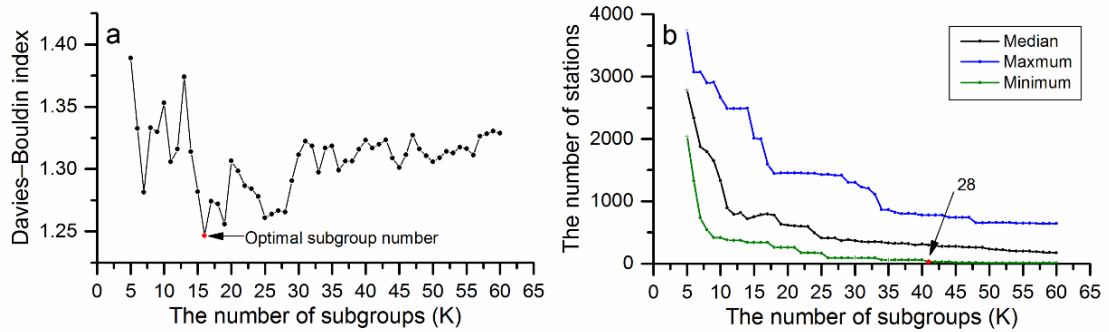 a
Davies–Bouldin index
1.40
1.35
1.30
1.25
Optimal subgroup number
0 5 10 15 20 25 30 35 40 45 50 55 60 65
The number of subgroups (K)
b
The number of stations
4000
3000
2000
1000
0
Median
Maxmum
Minimum
28
0 5 10 15 20 25 30 35 40 45 50 55 60 65
The number of subgroups (K)